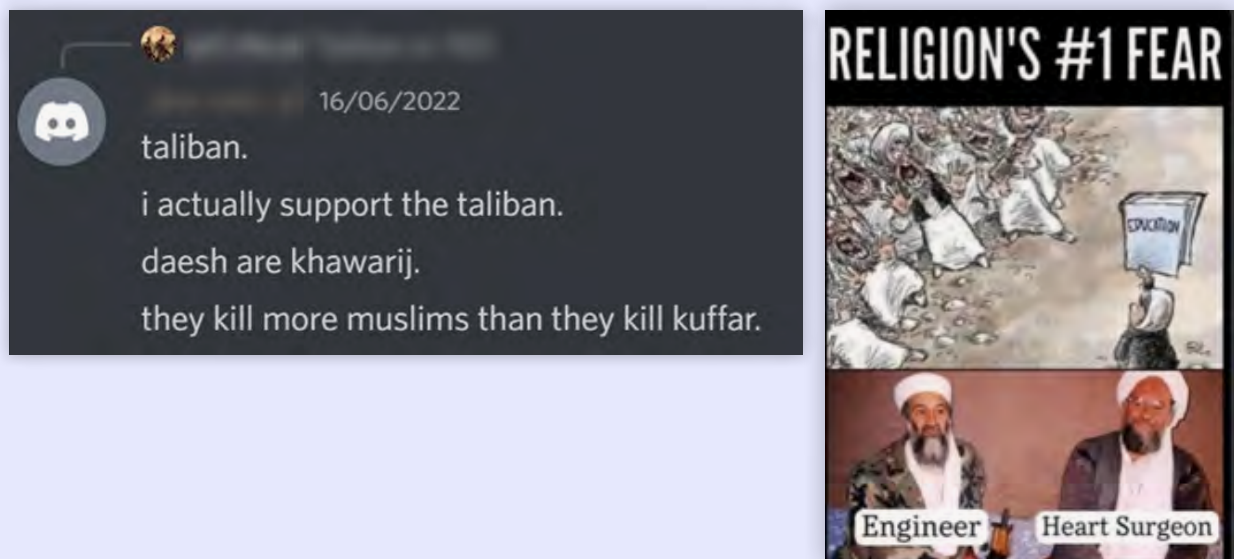 16/06/2022
taliban.
i actually support the taliban.
daesh are khawarij.
they kill more muslims than they kill kuffar.
RELIGION'S #1 FEAR
EDUCATION
Engineer
Heart Surgeon